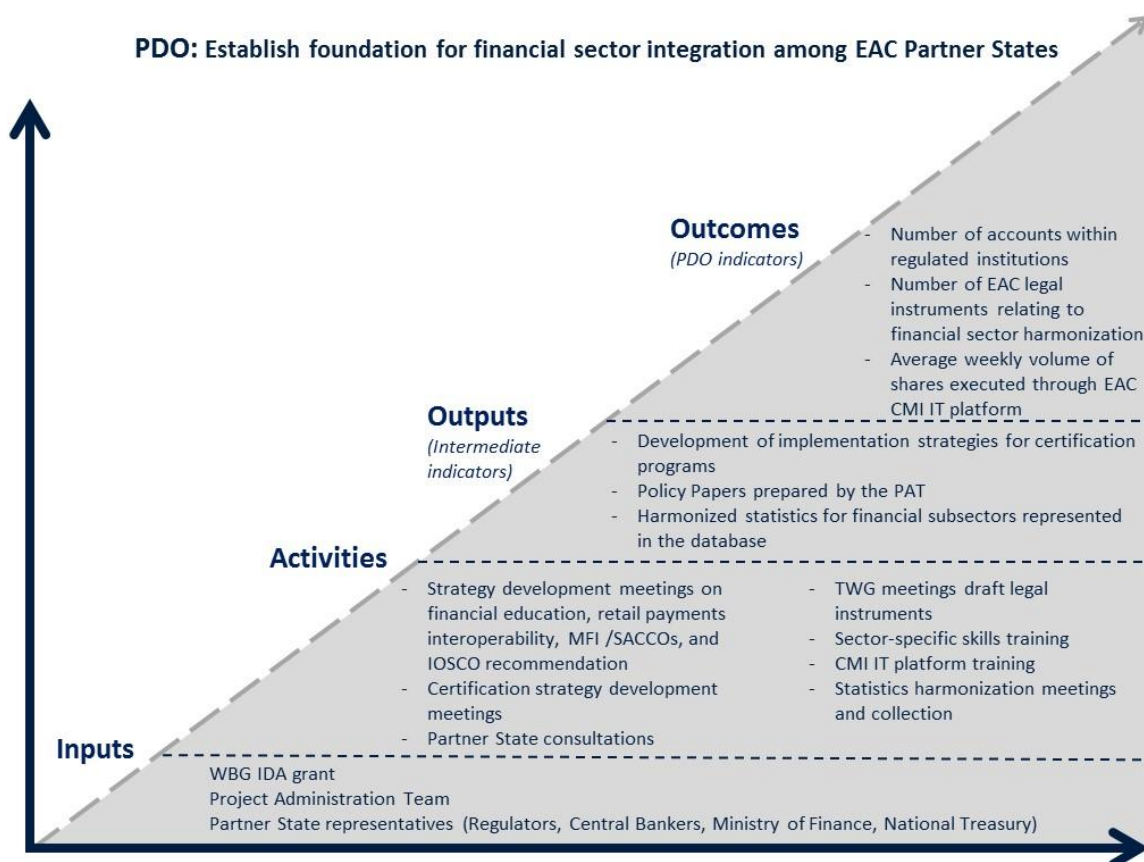 PDO: Establish foundation for financial sector integration among EAC Partner States
Outcomes
(PDO indicators)
- Number of accounts within
regulated institutions
- Number of EAC legal
instruments relating to
financial sector harmonization
- Average weekly volume of
shares executed through EAC
CMI IT platform
Outputs
(Intermediate
indicators)
- Development of implementation strategies for certification
programs
- Policy Papers prepared by the PAT
- Harmonized statistics for financial subsectors represented
in the database
Activities
- Strategy development meetings on
financial education, retail payments
interoperability, MFI /SACCOs, and
IOSCO recommendation
- Certification strategy development
meetings
- Partner State consultations
- TWG meetings draft legal
instruments
- Sector-specific skills training
- CMI IT platform training
- Statistics harmonization meetings
and collection
Inputs
WBG IDA grant
Project Administration Team
Partner State representatives (Regulators, Central Bankers, Ministry of Finance, National Treasury)